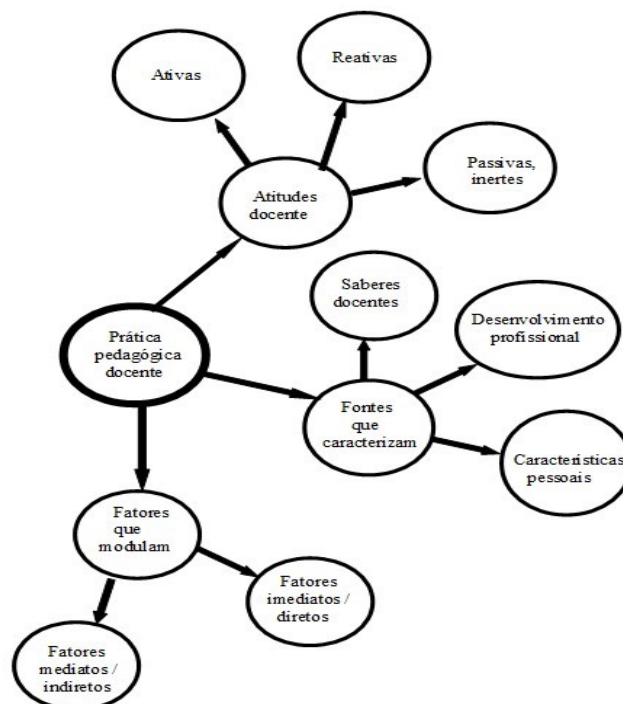 Ativas
Reativas
Passivas,
inertes
Atitudes
docente
Saberes
docentes
Desenvolvimento
profissional
Prática
pedagógica
docente
Fontes
que
caracterizam
Características
pessoais
Fatores
que
modulam
Fatores
imediatos /
diretos
Fatores
mediatos /
indiretos